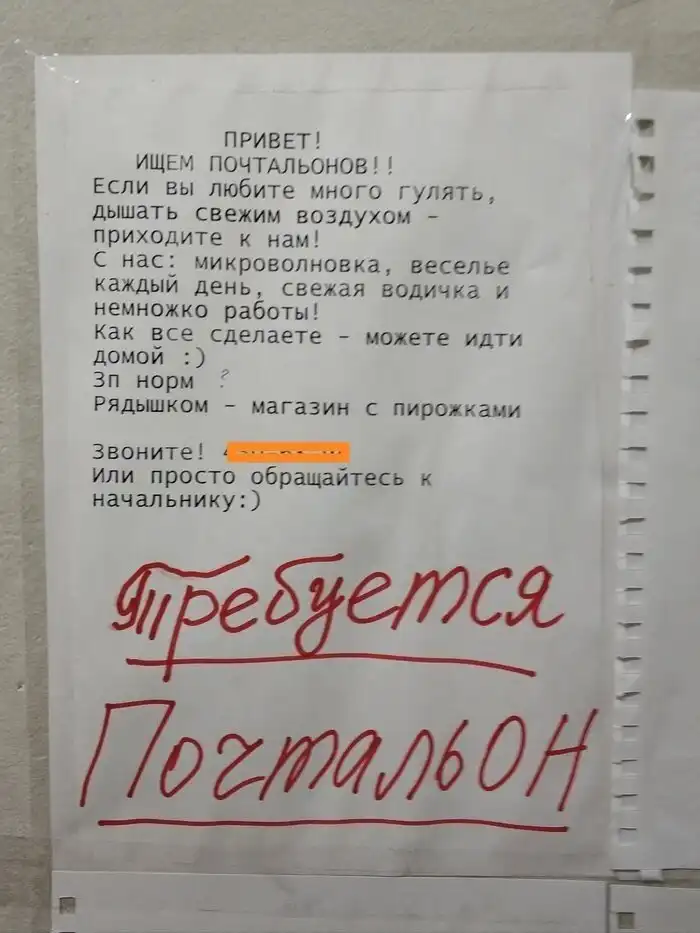 ПРИВЕТ!
ИЩЕМ ПОЧТАЛЬОНОВ!!
Если вы любите много гулять,
дышать свежим воздухом -
приходите к нам!
С нас: микроволновка, веселье
каждый день, свежая водичка и
немножко работы!
Как все сделаете - можете идти
домой :)
Зп норм ?
Рядышком - магазин с пирожками
Звоните!
Или просто обращайтесь к
начальнику:)
Требуется
ПочтальОН